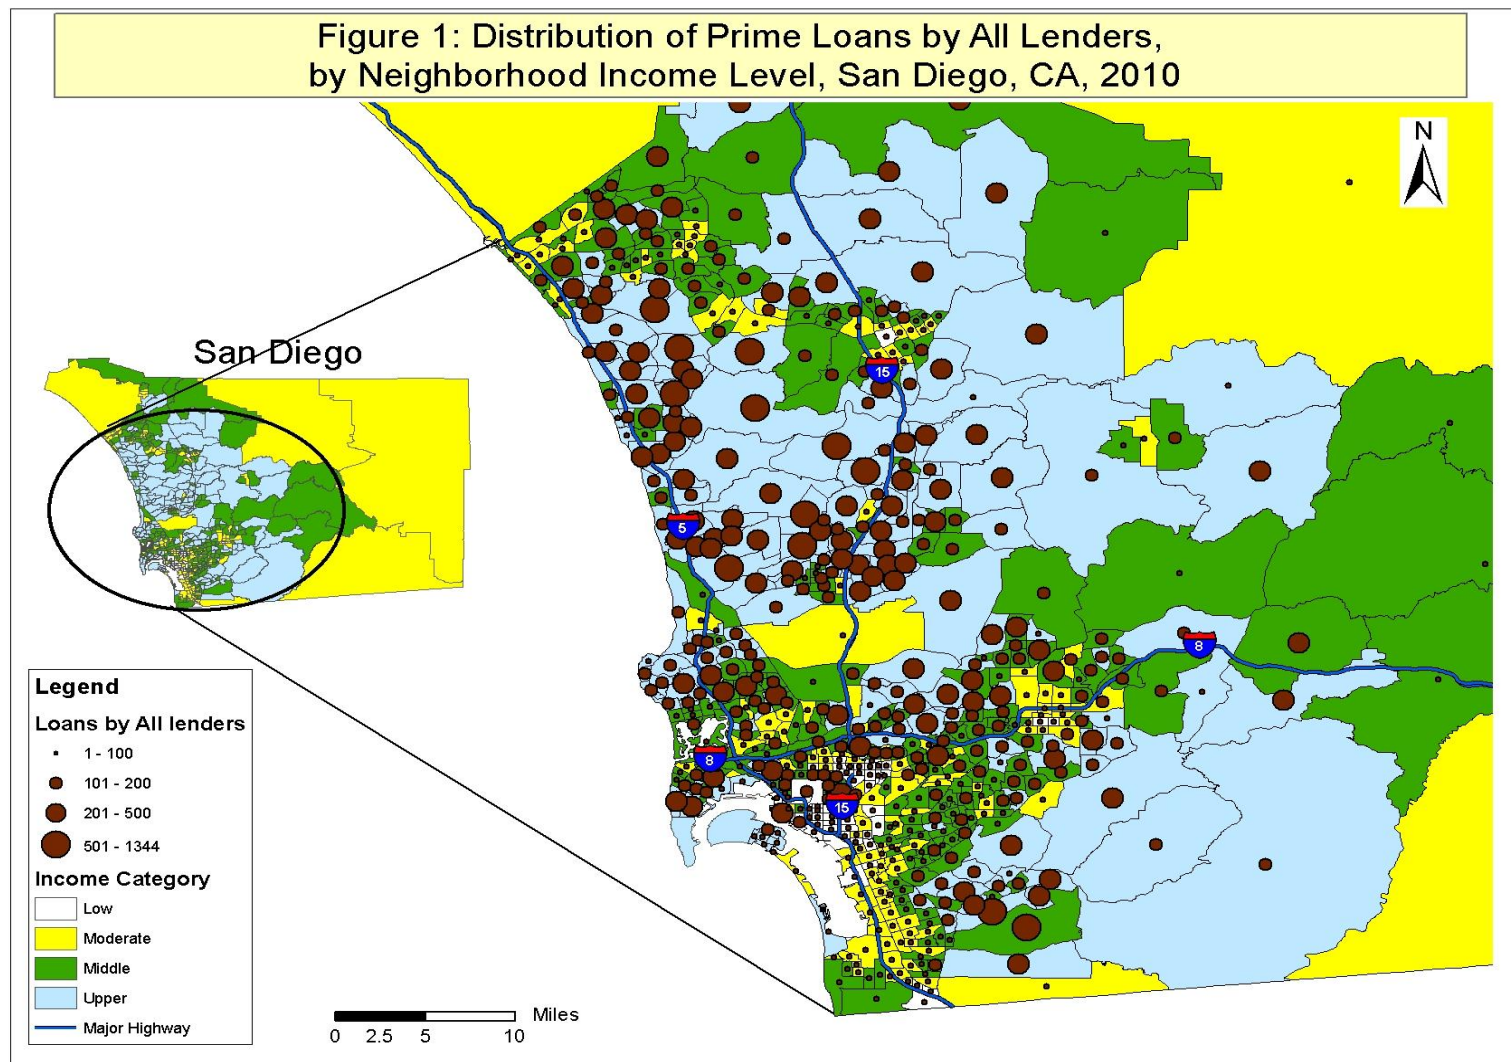 Figure 1: Distribution of Prime Loans by All Lenders,
by Neighborhood Income Level, San Diego, CA, 2010
N
San Diego
15
5
8
8
15
Legend
Loans by All lenders
1 - 100
101 - 200
201 - 500
501 - 1344
Income Category
Low
Moderate
Middle
Upper
Major Highway
Miles
0 2.5 5 10